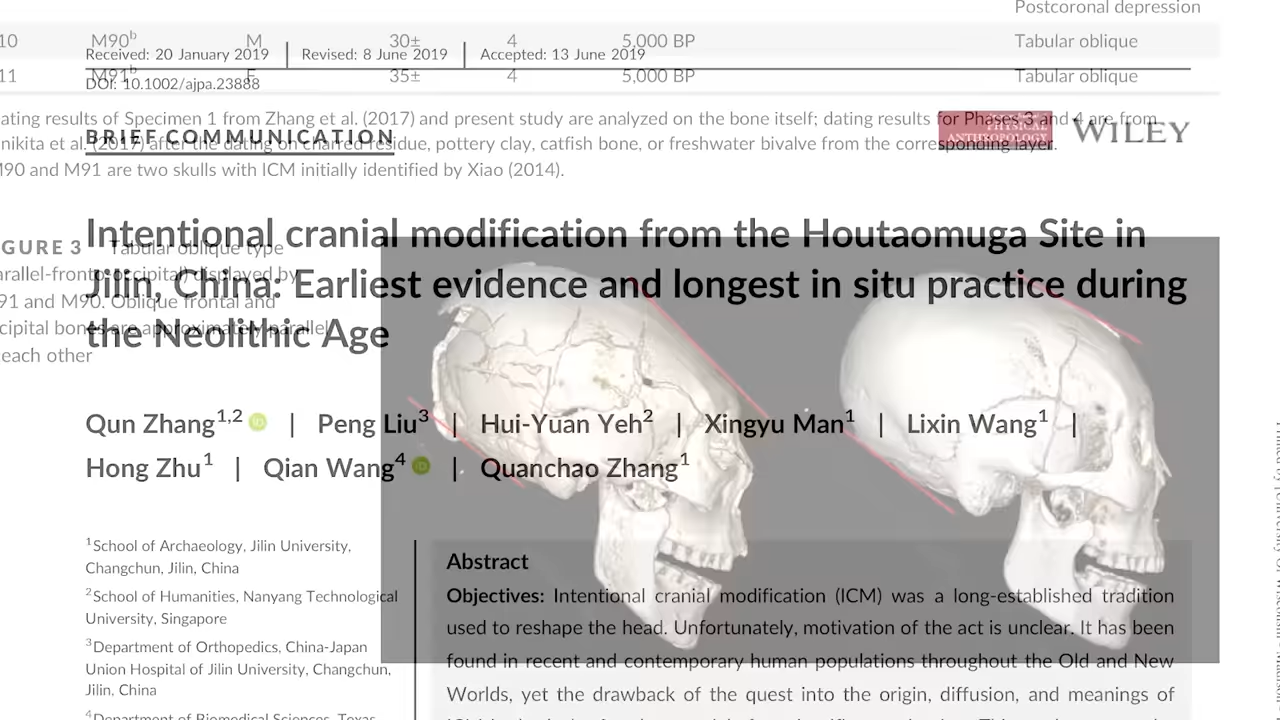 Postcoronal depression
10 M90b M 30± 4 5,000 BP Tabular oblique
Received: 20 January 2019 | Revised: 8 June 2019 | Accepted: 13 June 2019
11 M91b F 35± 4 5,000 BP Tabular oblique
DOI: 10.1002/ajpa.23888
ating results of Specimen 1 from Zhang et al. (2017) and present study are analyzed on the bone itself; dating results for Phases 3 and 4 are from
BRIEF COMMUNICATION
PHYSICAL
ANTHROPOLOGY
WILEY
nikita et al. (2017) after the dating on charred residue, pottery clay, catfish bone, or freshwater bivalve from the corresponding layer.
M90 and M91 are two skulls with ICM initially identified by Xiao (2014).
Intentional cranial modification from the Houtaomuga Site in
Jilin, China: Earliest evidence and longest in situ practice during
the Neolithic Age
GURE 3 Tabular oblique type
displayed by
91 and M90. Oblique frontal and
cipital bones are approximately parallel
each other
Qun Zhang1,2 iD | Peng Liu3 | Hui-Yuan Yeh2 | Xingyu Man1 | Lixin Wang1 |
Hong Zhu1 | Qian Wang4 iD | Quanchao Zhang1
1School of Archaeology, Jilin University,
Changchun, Jilin, China
2School of Humanities, Nanyang Technological
University, Singapore
3Department of Orthopedics, China-Japan
Union Hospital of Jilin University, Changchun,
Jilin, China
4Department of Biomedical Sciences, Texas
Abstract
Objectives: Intentional cranial modification (ICM) was a long-established tradition
used to reshape the head. Unfortunately, motivation of the act is unclear. It has been
found in recent and contemporary human populations throughout the Old and New
Worlds, yet the drawback of the quest into the origin, diffusion, and meanings of